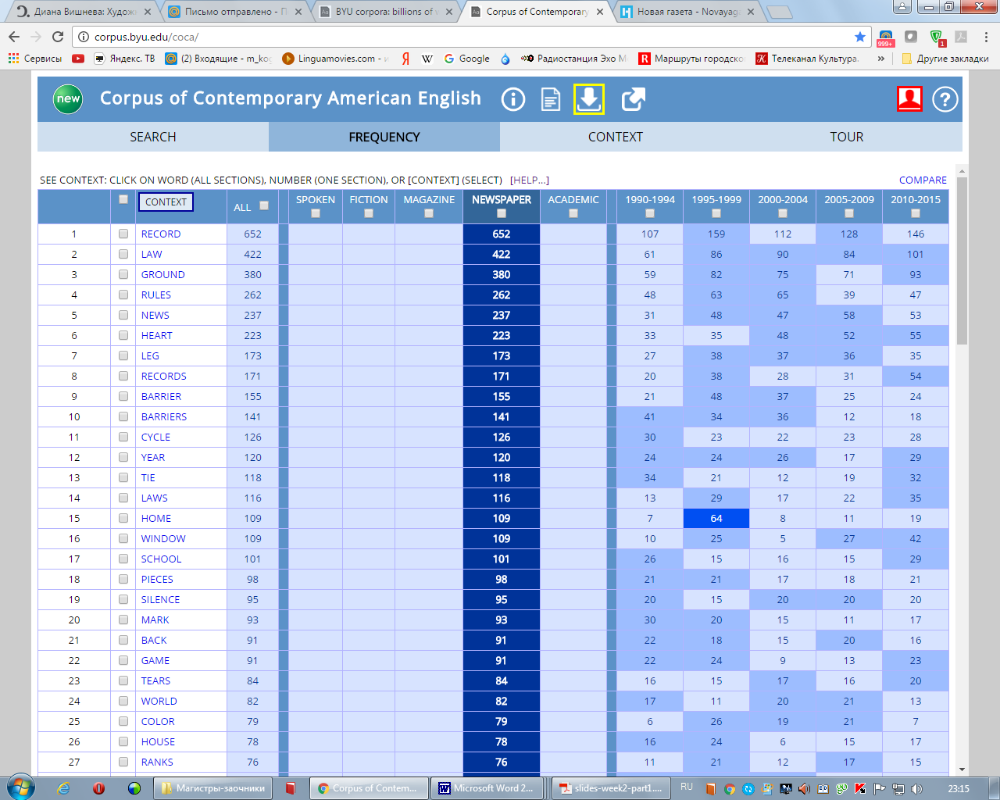 Диана Вишнева: Худож
Письмо отправлено - П
BYU corpora: billions of w
Corpus of Contemporary
Новая газета - Novayaga
corpus.byu.edu/coca/
999+
1
Сервисы
Яндекс. ТВ
(2) Входящие - m_kog
Linguamovies.com - и
Google
Радиостанция Эхо М
Маршруты городско
Телеканал Культура.
»
Другие закладки
new
Corpus of Contemporary American English
SEARCH FREQUENCY CONTEXT TOUR
SEE CONTEXT: CLICK ON WORD (ALL SECTIONS), NUMBER (ONE SECTION), OR [CONTEXT] (SELECT) [HELP...] COMPARE
CONTEXT ALL SPOKEN FICTION MAGAZINE NEWSPAPER ACADEMIC 1990-1994 1995-1999 2000-2004 2005-2009 2010-2015
1 RECORD 652 652 107 159 112 128 146
2 LAW 422 422 61 86 90 84 101
3 GROUND 380 380 59 82 75 71 93
4 RULES 262 262 48 63 65 39 47
5 NEWS 237 237 31 48 47 58 53
6 HEART 223 223 33 35 48 52 55
7 LEG 173 173 27 38 37 36 35
8 RECORDS 171 171 20 38 28 31 54
9 BARRIER 155 155 21 48 37 25 24
10 BARRIERS 141 141 41 34 36 12 18
11 CYCLE 126 126 30 23 22 23 28
12 YEAR 120 120 24 24 26 17 29
13 TIE 118 118 34 21 12 19 32
14 LAWS 116 116 13 29 17 22 35
15 HOME 109 109 7 64 8 11 19
16 WINDOW 109 109 10 25 5 27 42
17 SCHOOL 101 101 26 15 16 15 29
18 PIECES 98 98 21 21 17 18 21
19 SILENCE 95 95 20 15 20 20 20
20 MARK 93 93 30 20 15 11 17
21 BACK 91 91 22 18 15 20 16
22 GAME 91 91 22 24 9 13 23
23 TEARS 84 84 16 15 17 16 20
24 WORLD 82 82 17 11 20 21 13
25 COLOR 79 79 6 26 19 21 7
26 HOUSE 78 78 16 24 6 15 17
27 RANKS 76 76 11 21 12 17 15
Магистры-заочники
Corpus of Contem...
Microsoft Word 2...
slides-week2-part1....
RU
23:15